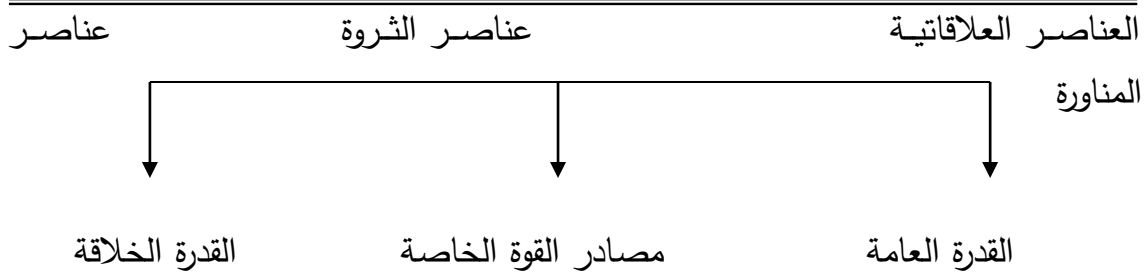 العناصر العلاقاتية عناصر الثروة عناصر
المناورة
القدرة العامة مصادر القوة الخاصة القدرة الخلاقة